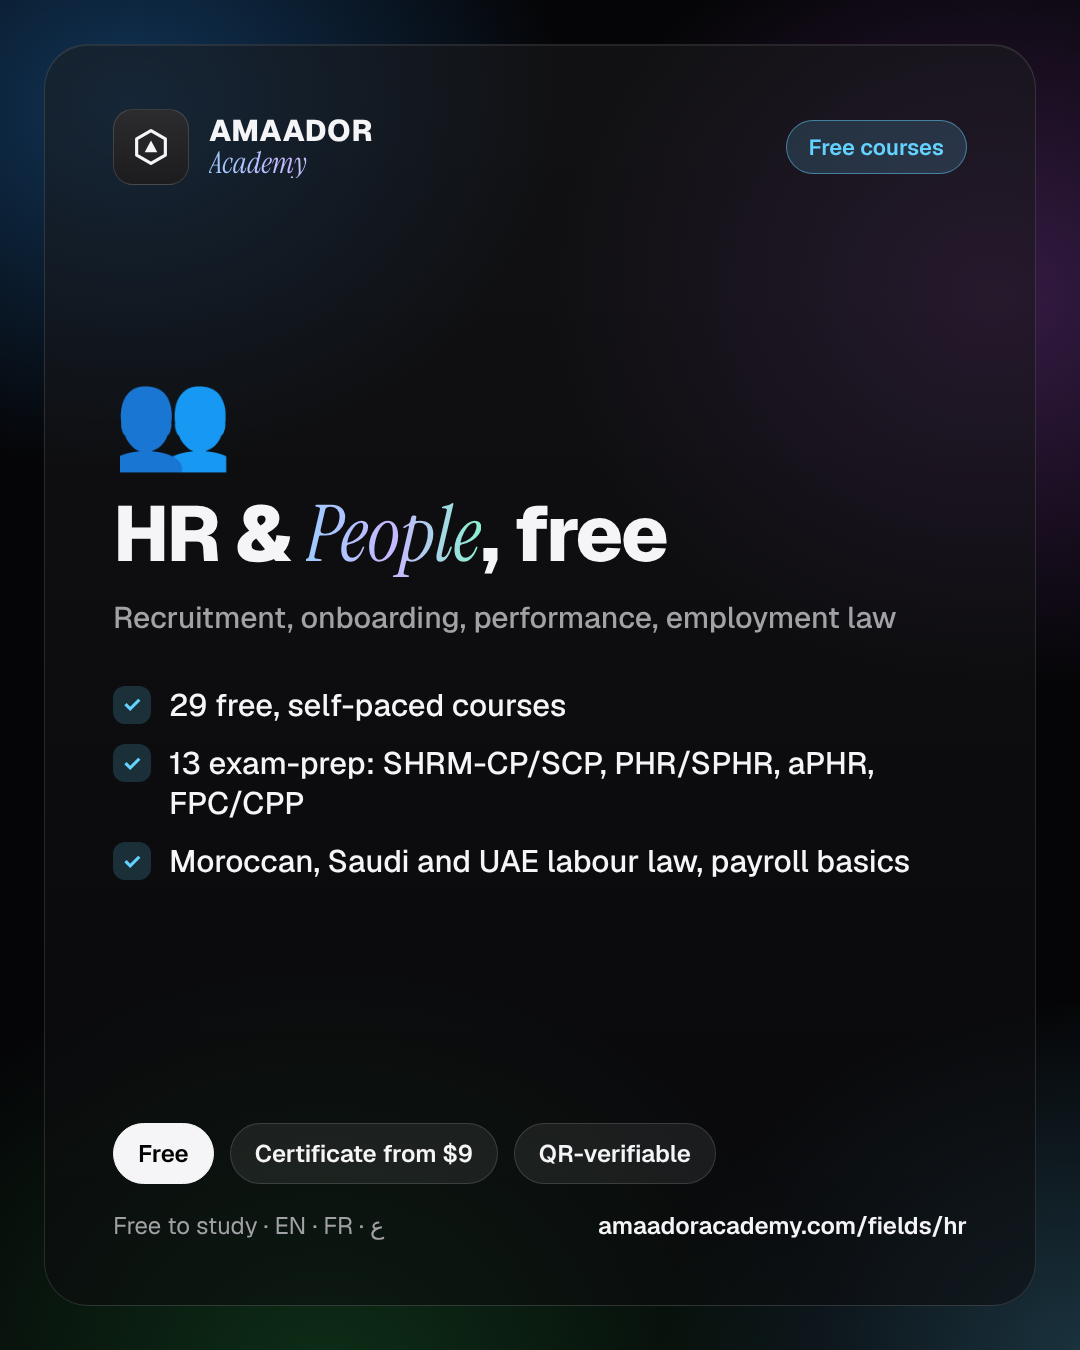 AMAADOR
Academy
Free courses
HR & People, free
Recruitment, onboarding, performance, employment law
29 free, self-paced courses
13 exam-prep: SHRM-CP/SCP, PHR/SPHR, aPHR,
FPC/CPP
Moroccan, Saudi and UAE labour law, payroll basics
Free
Certificate from $9
QR-verifiable
Free to study · EN · FR · ع
amaadoracademy.com/fields/hr